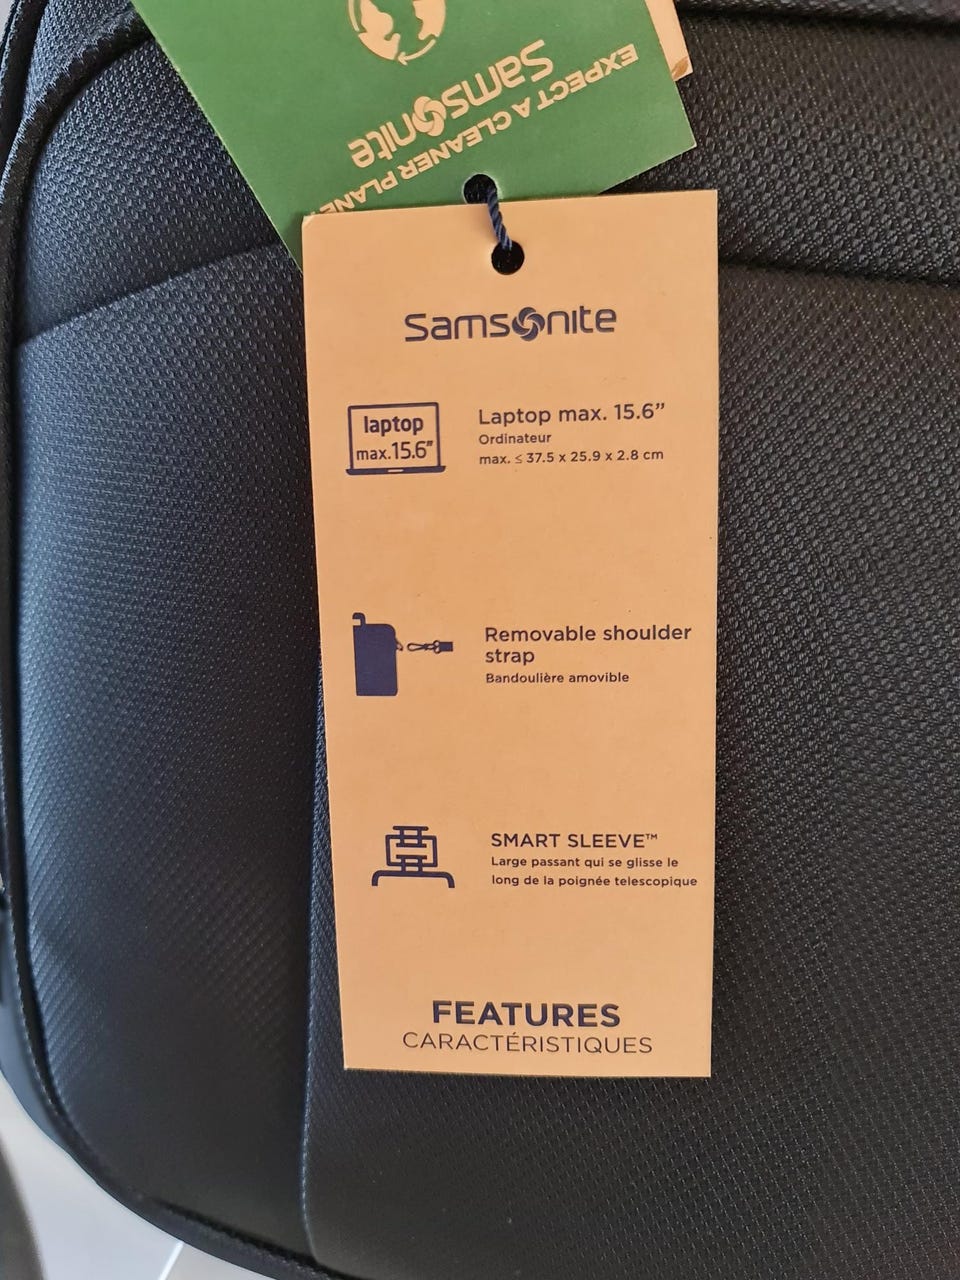 Samsonite
EXPECT A CLEANER PLANE
Samsonite
laptop
max.15.6”
Laptop max. 15.6”
Ordinateur
max. ≤ 37.5 x 25.9 x 2.8 cm
Removable shoulder
strap
Bandoulière amovible
SMART SLEEVE™
Large passant qui se glisse le
long de la poignée telescopique
FEATURES
CARACTÉRISTIQUES